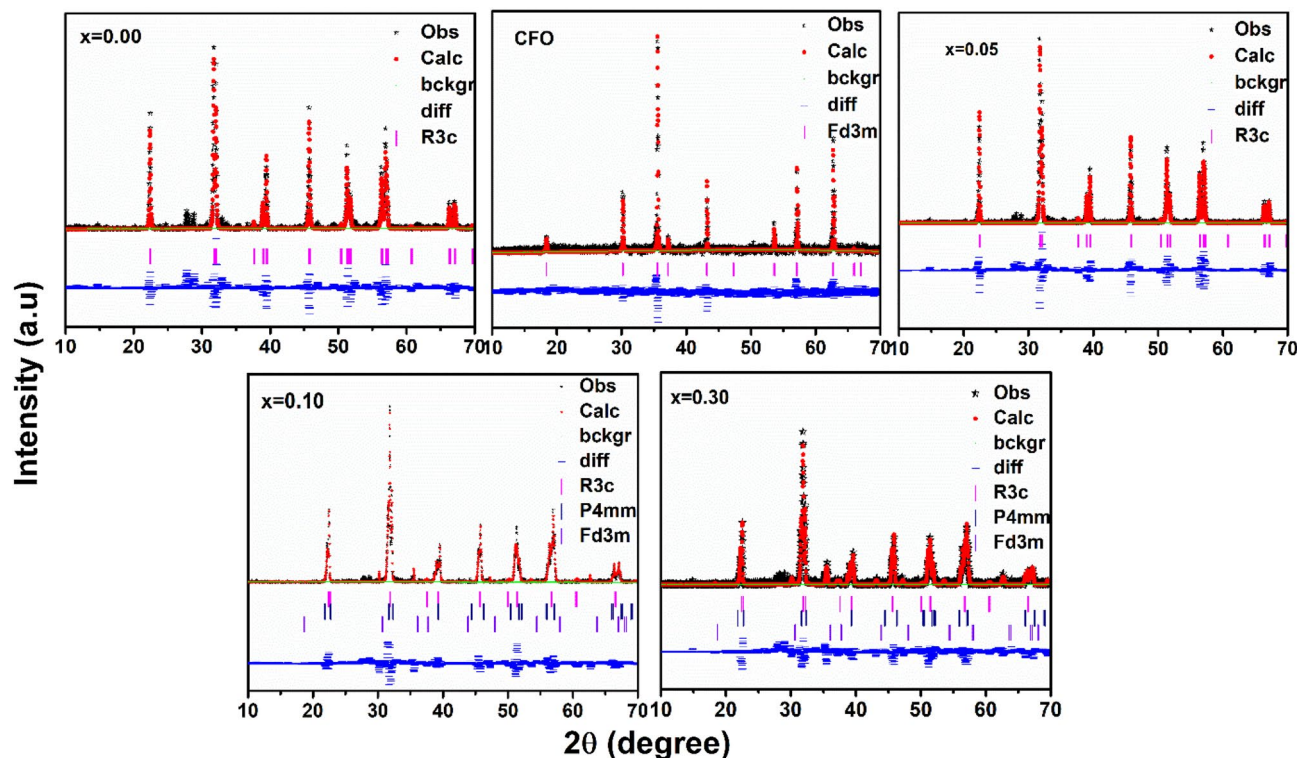 x=0.00
Obs
Calc
bckgr
diff
R3c
10 20 30 40 50 60 70
CFO
Obs
Calc
bckgr
diff
Fd3m
10 20 30 40 50 60 70
x=0.05
Obs
Calc
bckgr
diff
R3c
10 20 30 40 50 60 70
Intensity (a.u)
x=0.10
Obs
Calc
bckgr
diff
R3c
P4mm
Fd3m
10 20 30 40 50 60 70
x=0.30
Obs
Calc
bckgr
diff
R3c
P4mm
Fd3m
10 20 30 40 50 60 70
2θ (degree)